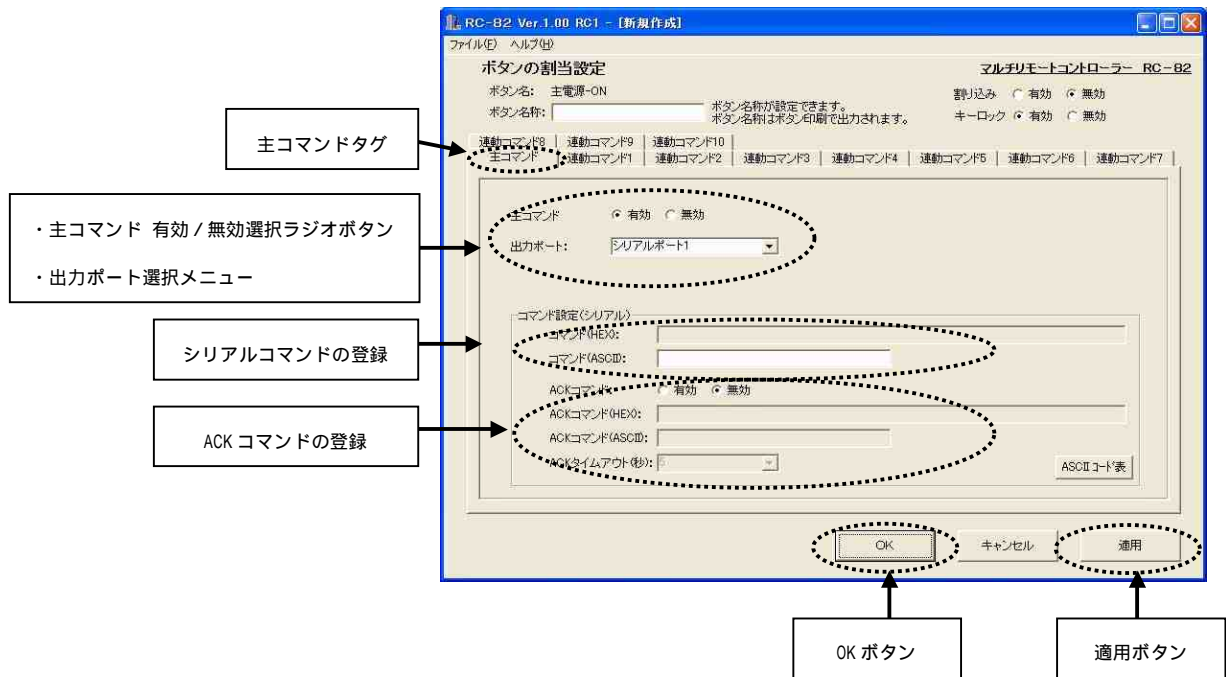 RC-82 Ver.1.00 RC1 - [新規作成]
ファイル(F) ヘルプ(H)
ボタンの割当設定
マルチリモートコントローラー RC-82
ボタン名: 主電源-ON
割り込み 有効 無効
ボタン名称:
ボタン名称が設定できます。
ボタン名称はボタン印刷で出力されます。
キーロック 有効 無効
連動コマンド8 連動コマンド9 連動コマンド10
主コマンド 連動コマンド1 連動コマンド2 連動コマンド3 連動コマンド4 連動コマンド5 連動コマンド6 連動コマンド7
主コマンド 有効 無効
出力ポート: シリアルポート1
コマンド設定(シリアル)
コマンド(HEX):
コマンド(ASCII):
ACKコマンド: 有効 無効
ACKコマンド(HEX):
ACKコマンド(ASCII):
ACKタイムアウト(秒): 5
ASCIIコード表
OK キャンセル 適用
主コマンドタグ
・主コマンド 有効/無効選択ラジオボタン
・出力ポート選択メニュー
シリアルコマンドの登録
ACK コマンドの登録
OK ボタン
適用ボタン